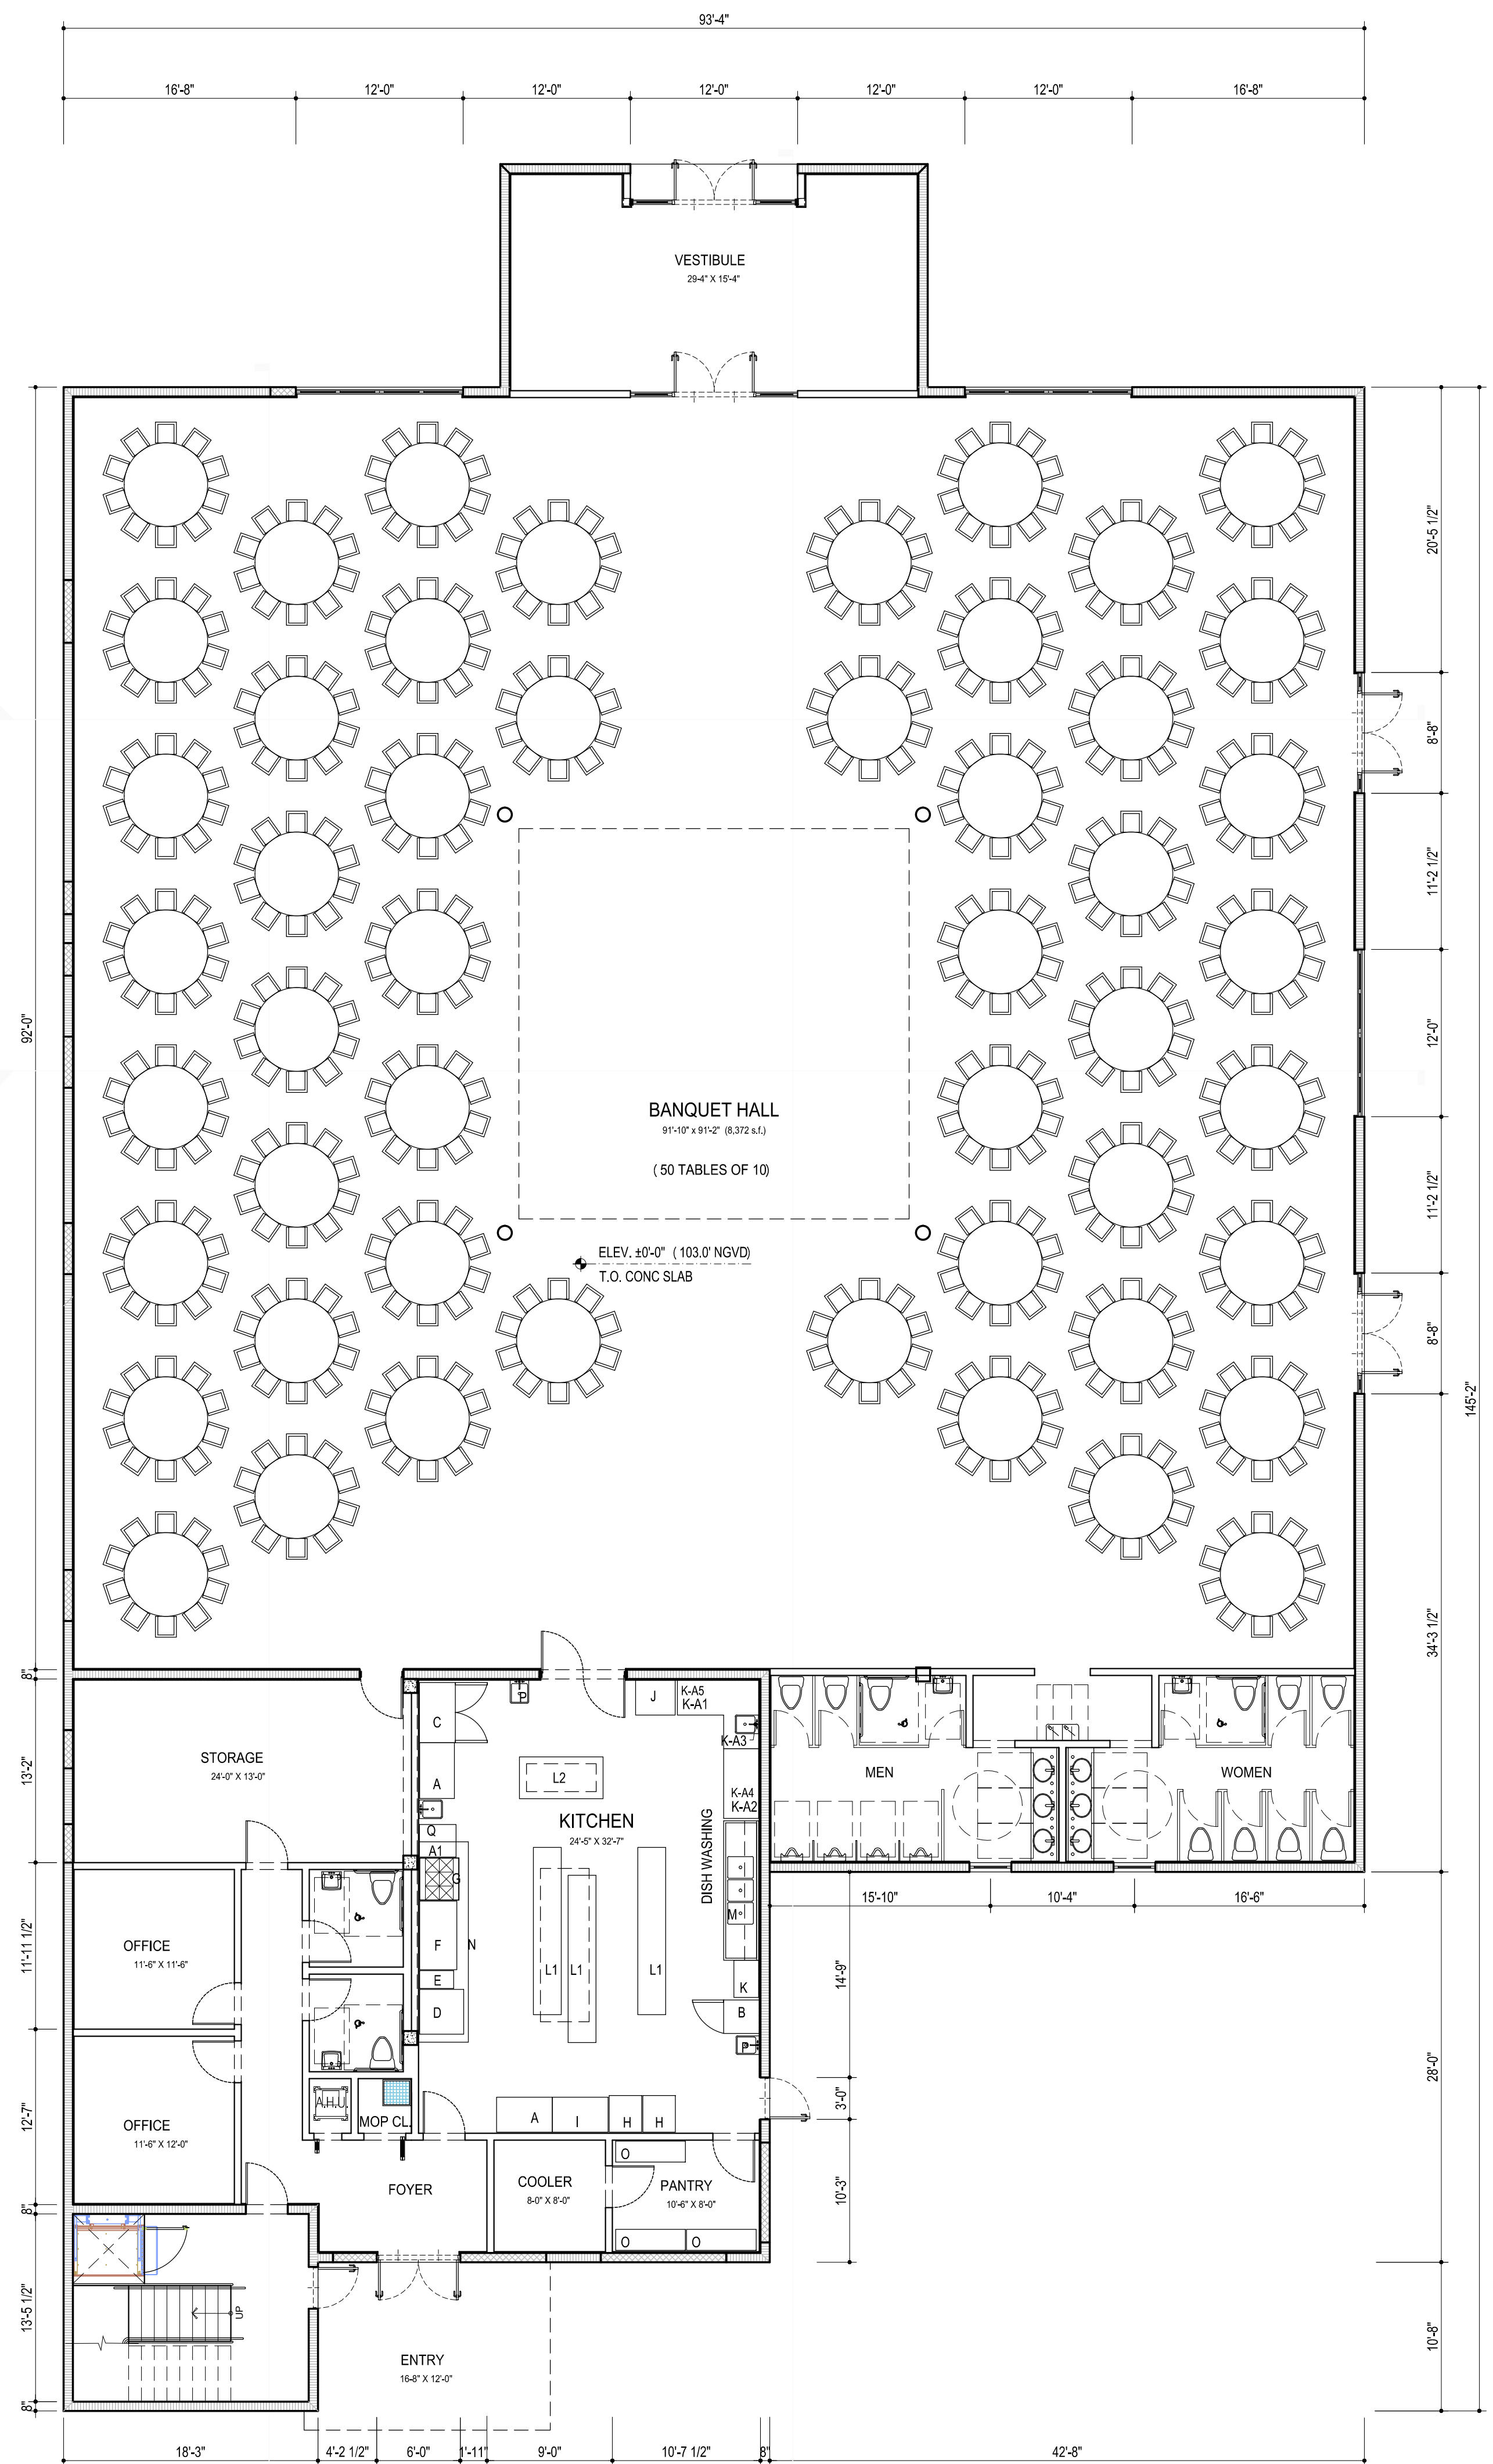 93'-4"
16'-8"
12'-0"
12'-0"
12'-0"
12'-0"
12'-0"
16'-8"
VESTIBULE
29-4" X 15'-4"
20'-5 1/2"
8'-8"
11'-2 1/2"
92'-0"
12'-0"
BANQUET HALL
91'-10" x 91'-2" (8,372 s.f.)
( 50 TABLES OF 10)
11'-2 1/2"
ELEV. ±0'-0" ( 103.0' NGVD)
T.O. CONC SLAB
8'-8"
145'-2"
34'-3 1/2"
8"
P
J
K-A5
K-A1
C
K-A3
STORAGE
24'-0" X 13'-0"
13'-2"
L2
A
MEN
WOMEN
K-A4
K-A2
KITCHEN
24'-5" X 32'-7"
DISH WASHING
Q
A1
G
15'-10"
10'-4"
16'-6"
M
OFFICE
11'-6" X 11'-6"
11'-11 1/2"
F
N
L1
L1
L1
E
K
14'-9"
D
B
P
28'-0"
3'-0"
A.H.U.
MOP CL.
A
I
H
H
OFFICE
11'-6" X 12'-0"
12'-7"
O
FOYER
COOLER
8-0" X 8'-0"
PANTRY
10'-6" X 8'-0"
10'-3"
8"
O
O
13'-5 1/2"
UP
10'-8"
ENTRY
16-8" X 12'-0"
8"
18'-3"
4'-2 1/2"
6'-0"
1'-11"
9'-0"
10'-7 1/2"
8"
42'-8"